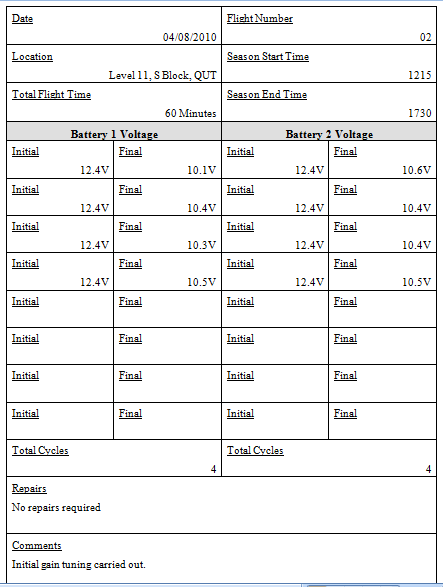 Date Flight Number
04/08/2010 02
Location Season Start Time
Level 11, S Block, QUT 1215
Total Flight Time Season End Time
60 Minutes 1730
Battery 1 Voltage Battery 2 Voltage
Initial Final Initial Final
12.4V 10.1V 12.4V 10.6V
Initial Final Initial Final
12.4V 10.4V 12.4V 10.4V
Initial Final Initial Final
12.4V 10.3V 12.4V 10.4V
Initial Final Initial Final
12.4V 10.5V 12.4V 10.5V
Initial Final Initial Final
Initial Final Initial Final
Initial Final Initial Final
Initial Final Initial Final
Total Cycles Total Cycles
4 4
Repairs
No repairs required
Comments
Initial gain tuning carried out.